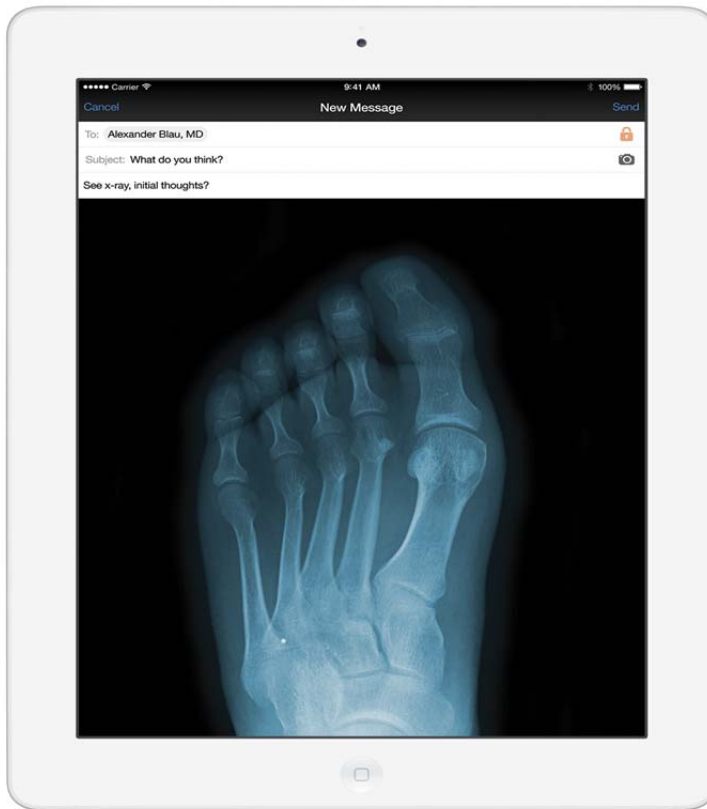 Carrier 9:41 AM 100%
Cancel New Message Send
To: Alexander Blau, MD
Subject: What do you think?
See x-ray, initial thoughts?